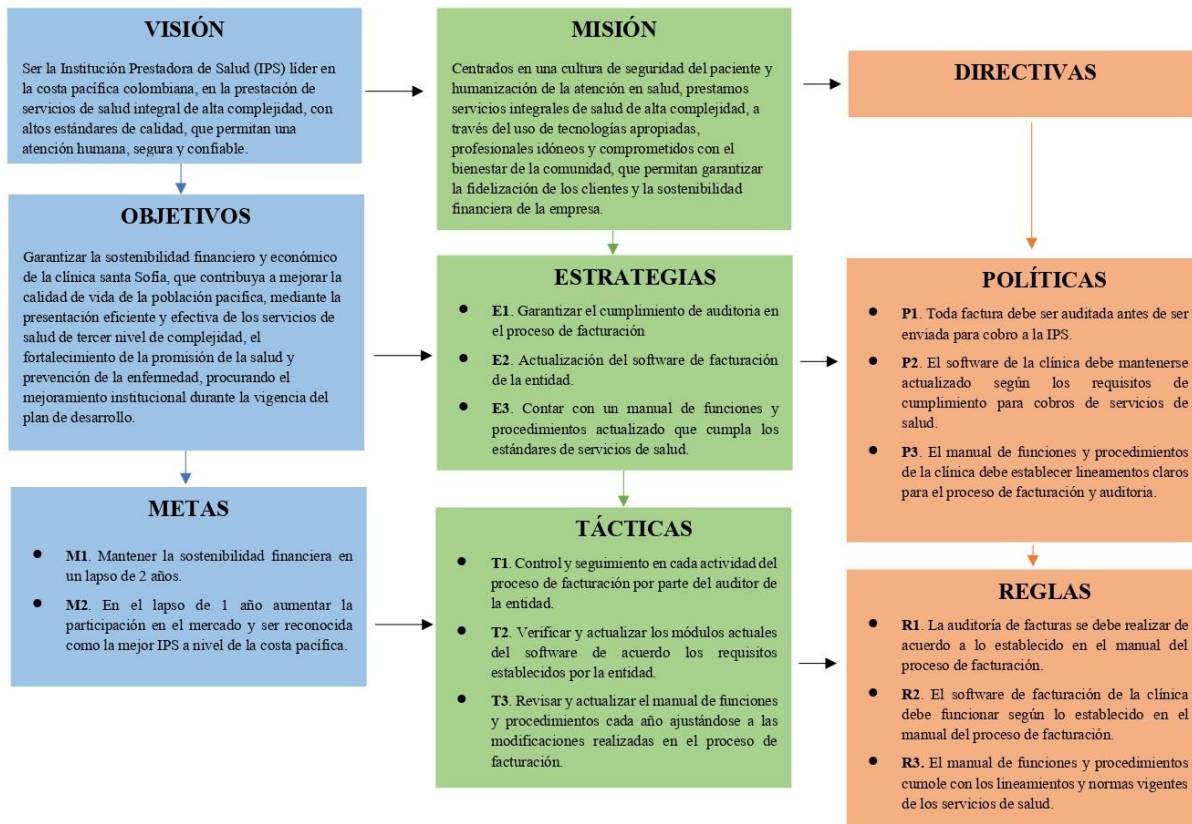 VISIÓN
Ser la Institución Prestadora de Salud (IPS) líder en
la costa pacífica colombiana, en la prestación de
servicios de salud integral de alta complejidad, con
altos estándares de calidad, que permitan una
atención humana, segura y confiable.
MISIÓN
Centrados en una cultura de seguridad del paciente y
humanización de la atención en salud, prestamos
servicios integrales de salud de alta complejidad, a
través del uso de tecnologías apropiadas,
profesionales idóneos y comprometidos con el
bienestar de la comunidad, que permitan garantizar
la fidelización de los clientes y la sostenibilidad
financiera de la empresa.
DIRECTIVAS
OBJETIVOS
Garantizar la sostenibilidad financiero y económico
de la clínica santa Sofía, que contribuya a mejorar la
calidad de vida de la población pacifica, mediante la
presentación eficiente y efectiva de los servicios de
salud de tercer nivel de complejidad, el
fortalecimiento de la promisión de la salud y
prevención de la enfermedad, procurando el
mejoramiento institucional durante la vigencia del
plan de desarrollo.
ESTRATEGIAS
● E1. Garantizar el cumplimiento de auditoria en
el proceso de facturación
● E2. Actualización del software de facturación
de la entidad.
● E3. Contar con un manual de funciones y
procedimientos actualizado que cumpla los
estándares de servicios de salud.
POLÍTICAS
● P1. Toda factura debe ser auditada antes de ser
enviada para cobro a la IPS.
● P2. El software de la clínica debe mantenerse
actualizado según los requisitos de
cumplimiento para cobros de servicios de
salud.
● P3. El manual de funciones y procedimientos
de la clínica debe establecer lineamentos claros
para el proceso de facturación y auditoria.
METAS
● M1. Mantener la sostenibilidad financiera en
un lapso de 2 años.
● M2. En el lapso de 1 año aumentar la
participación en el mercado y ser reconocida
como la mejor IPS a nivel de la costa pacífica.
TÁCTICAS
● T1. Control y seguimiento en cada actividad del
proceso de facturación por parte del auditor de
la entidad.
● T2. Verificar y actualizar los módulos actuales
del software de acuerdo los requisitos
establecidos por la entidad.
● T3. Revisar y actualizar el manual de funciones
y procedimientos cada año ajustándose a las
modificaciones realizadas en el proceso de
facturación.
REGLAS
● R1. La auditoría de facturas se debe realizar de
acuerdo a lo establecido en el manual del
proceso de facturación.
● R2. El software de facturación de la clínica
debe funcionar según lo establecido en el
manual del proceso de facturación.
● R3. El manual de funciones y procedimientos
cumole con los lineamientos y normas vigentes
de los servicios de salud.